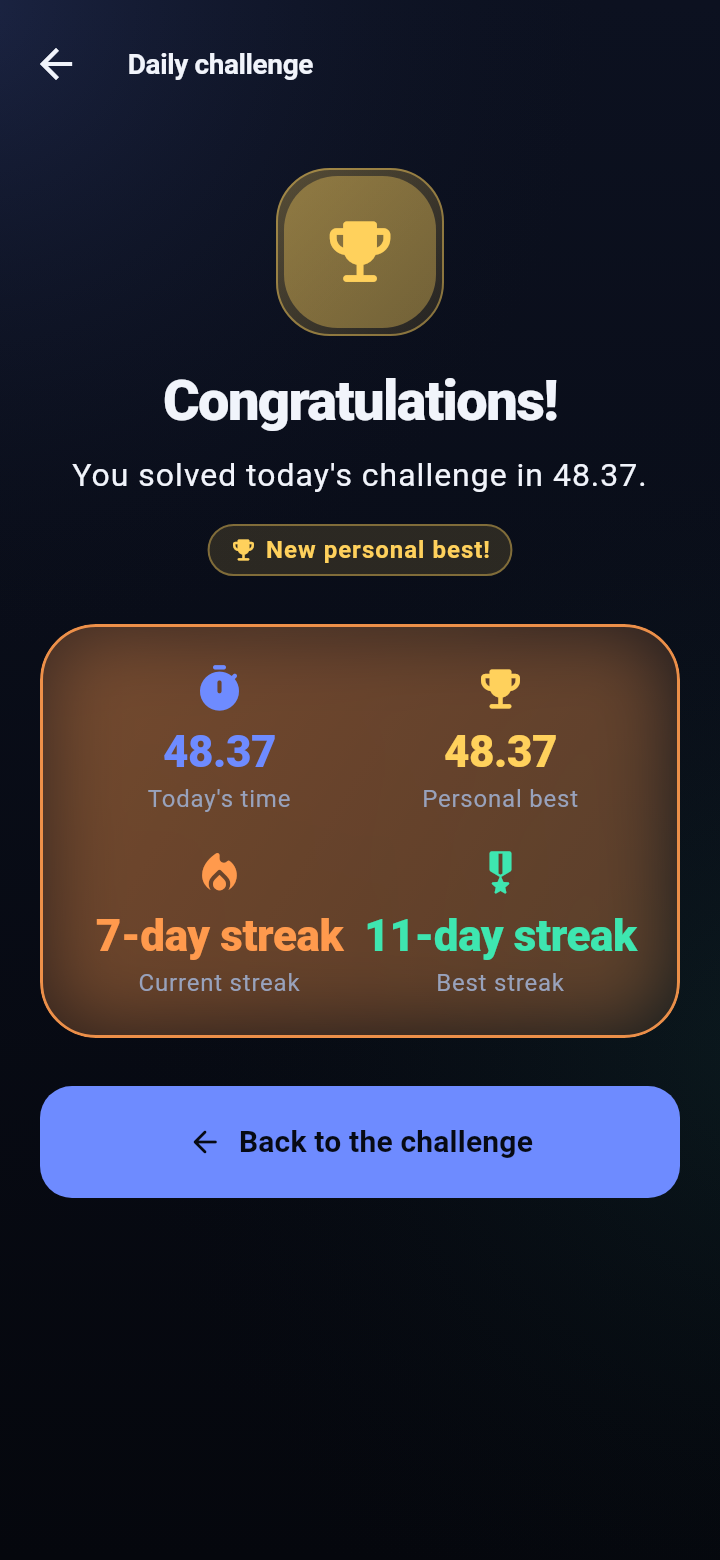 Daily challenge
Congratulations!
You solved today's challenge in 48.37.
New personal best!
48.37
Today's time
48.37
Personal best
7-day streak
Current streak
11-day streak
Best streak
Back to the challenge